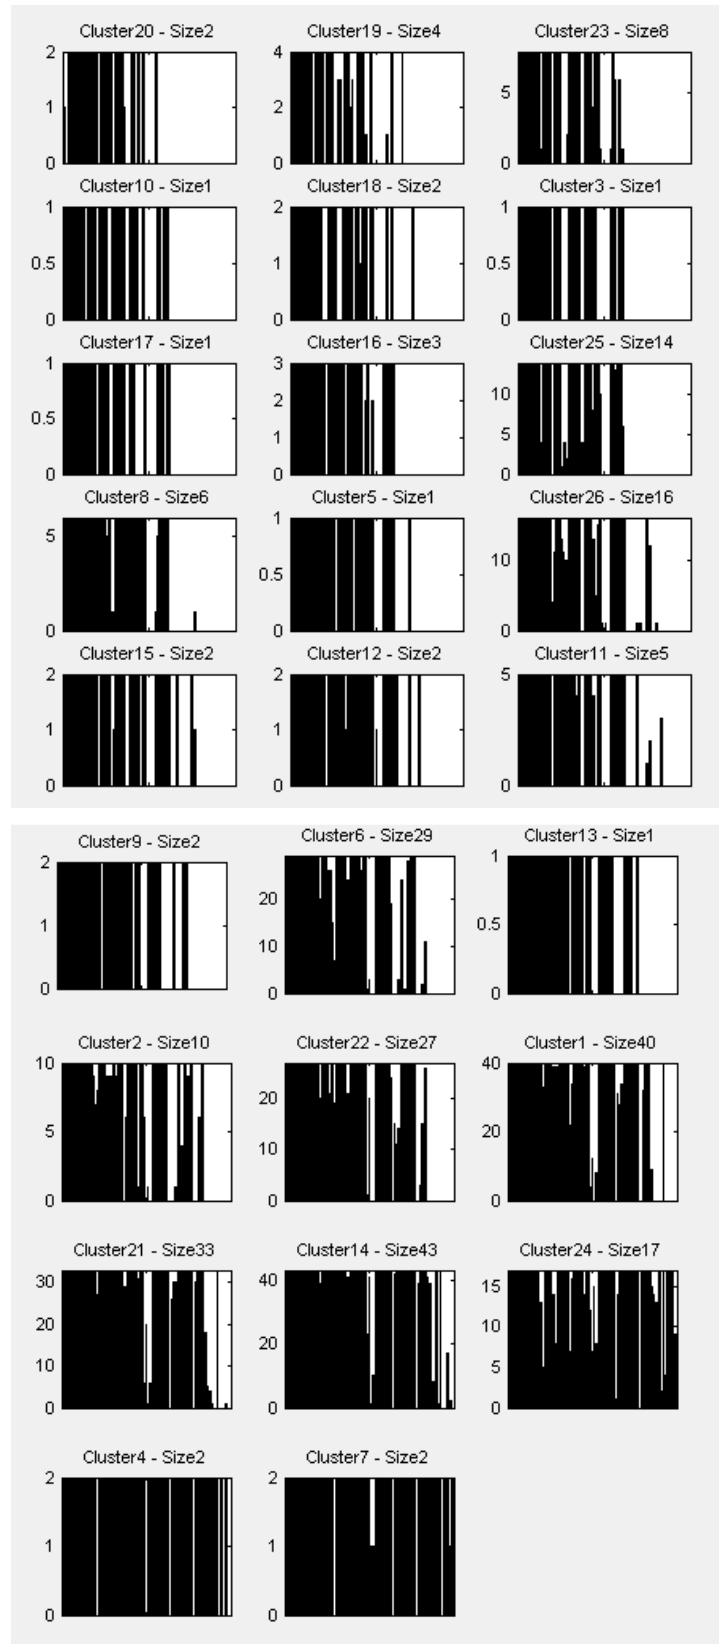 Cluster20 - Size2 Cluster19 - Size4 Cluster23 - Size8
2 4
5
1 2
0 0 0
Cluster10 - Size1 Cluster18 - Size2 Cluster3 - Size1
1 2 1
0.5 1 0.5
0 0 0
Cluster17 - Size1 Cluster16 - Size3 Cluster25 - Size14
1 3
10
2
0.5 5
1
0 0 0
Cluster8 - Size6 Cluster5 - Size1 Cluster26 - Size16
1
5
10
0.5
0 0 0
Cluster15 - Size2 Cluster12 - Size2 Cluster11 - Size5
2 2 5
1 1
0 0 0
Cluster9 - Size2 Cluster6 - Size29 Cluster13 - Size1
2 1
20
1 0.5
10
0 0 0
Cluster2 - Size10 Cluster22 - Size27 Cluster1 - Size40
10 40
20
5 20
10
0 0 0
Cluster21 - Size33 Cluster14 - Size43 Cluster24 - Size17
30 40 15
20 10
20
10 5
0 0 0
Cluster4 - Size2 Cluster7 - Size2
2 2
1 1
0 0